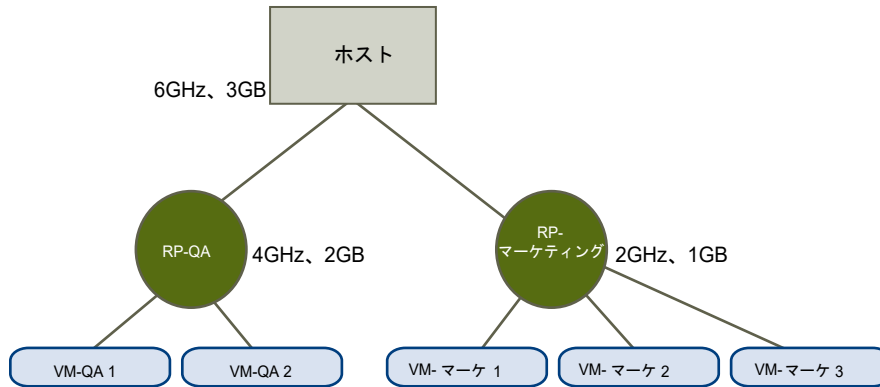 ホスト
6GHz、3GB
RP-QA
4GHz、2GB
RP-
マーケティング
2GHz、1GB
VM-QA 1
VM-QA 2
VM- マーケ 1
VM- マーケ 2
VM- マーケ 3